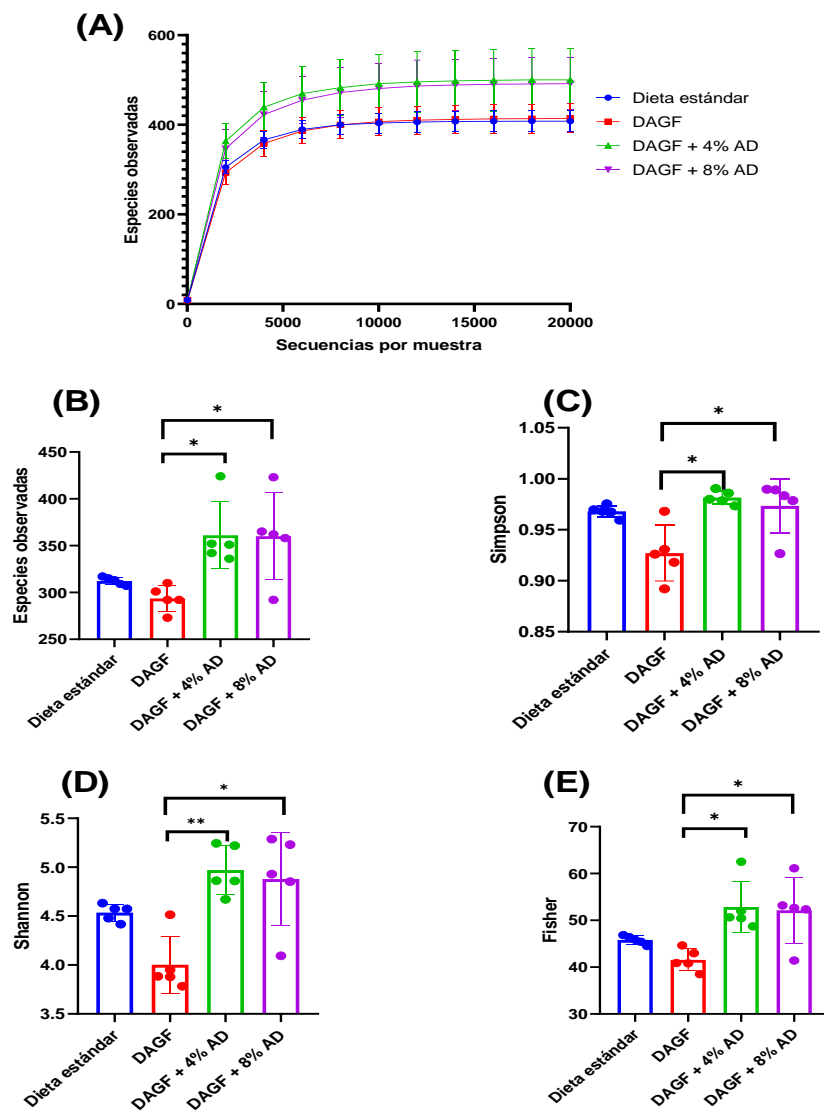 (A)
600
400
200
0
Especies observadas
0
5000
10000
15000
20000
Secuencias por muestra
Dieta estándar
DAGF
DAGF + 4% AD
DAGF + 8% AD
(B)
450
400
350
300
250
Especies observadas
*
*
Dieta estándar
DAGF
DAGF + 4% AD
DAGF + 8% AD
(C)
1.05
1.00
0.95
0.90
0.85
Simpson
*
*
Dieta estándar
DAGF
DAGF + 4% AD
DAGF + 8% AD
(D)
5.5
5.0
4.5
4.0
3.5
Shannon
*
**
Dieta estándar
DAGF
DAGF + 4% AD
DAGF + 8% AD
(E)
70
60
50
40
30
Fisher
*
*
Dieta estándar
DAGF
DAGF + 4% AD
DAGF + 8% AD